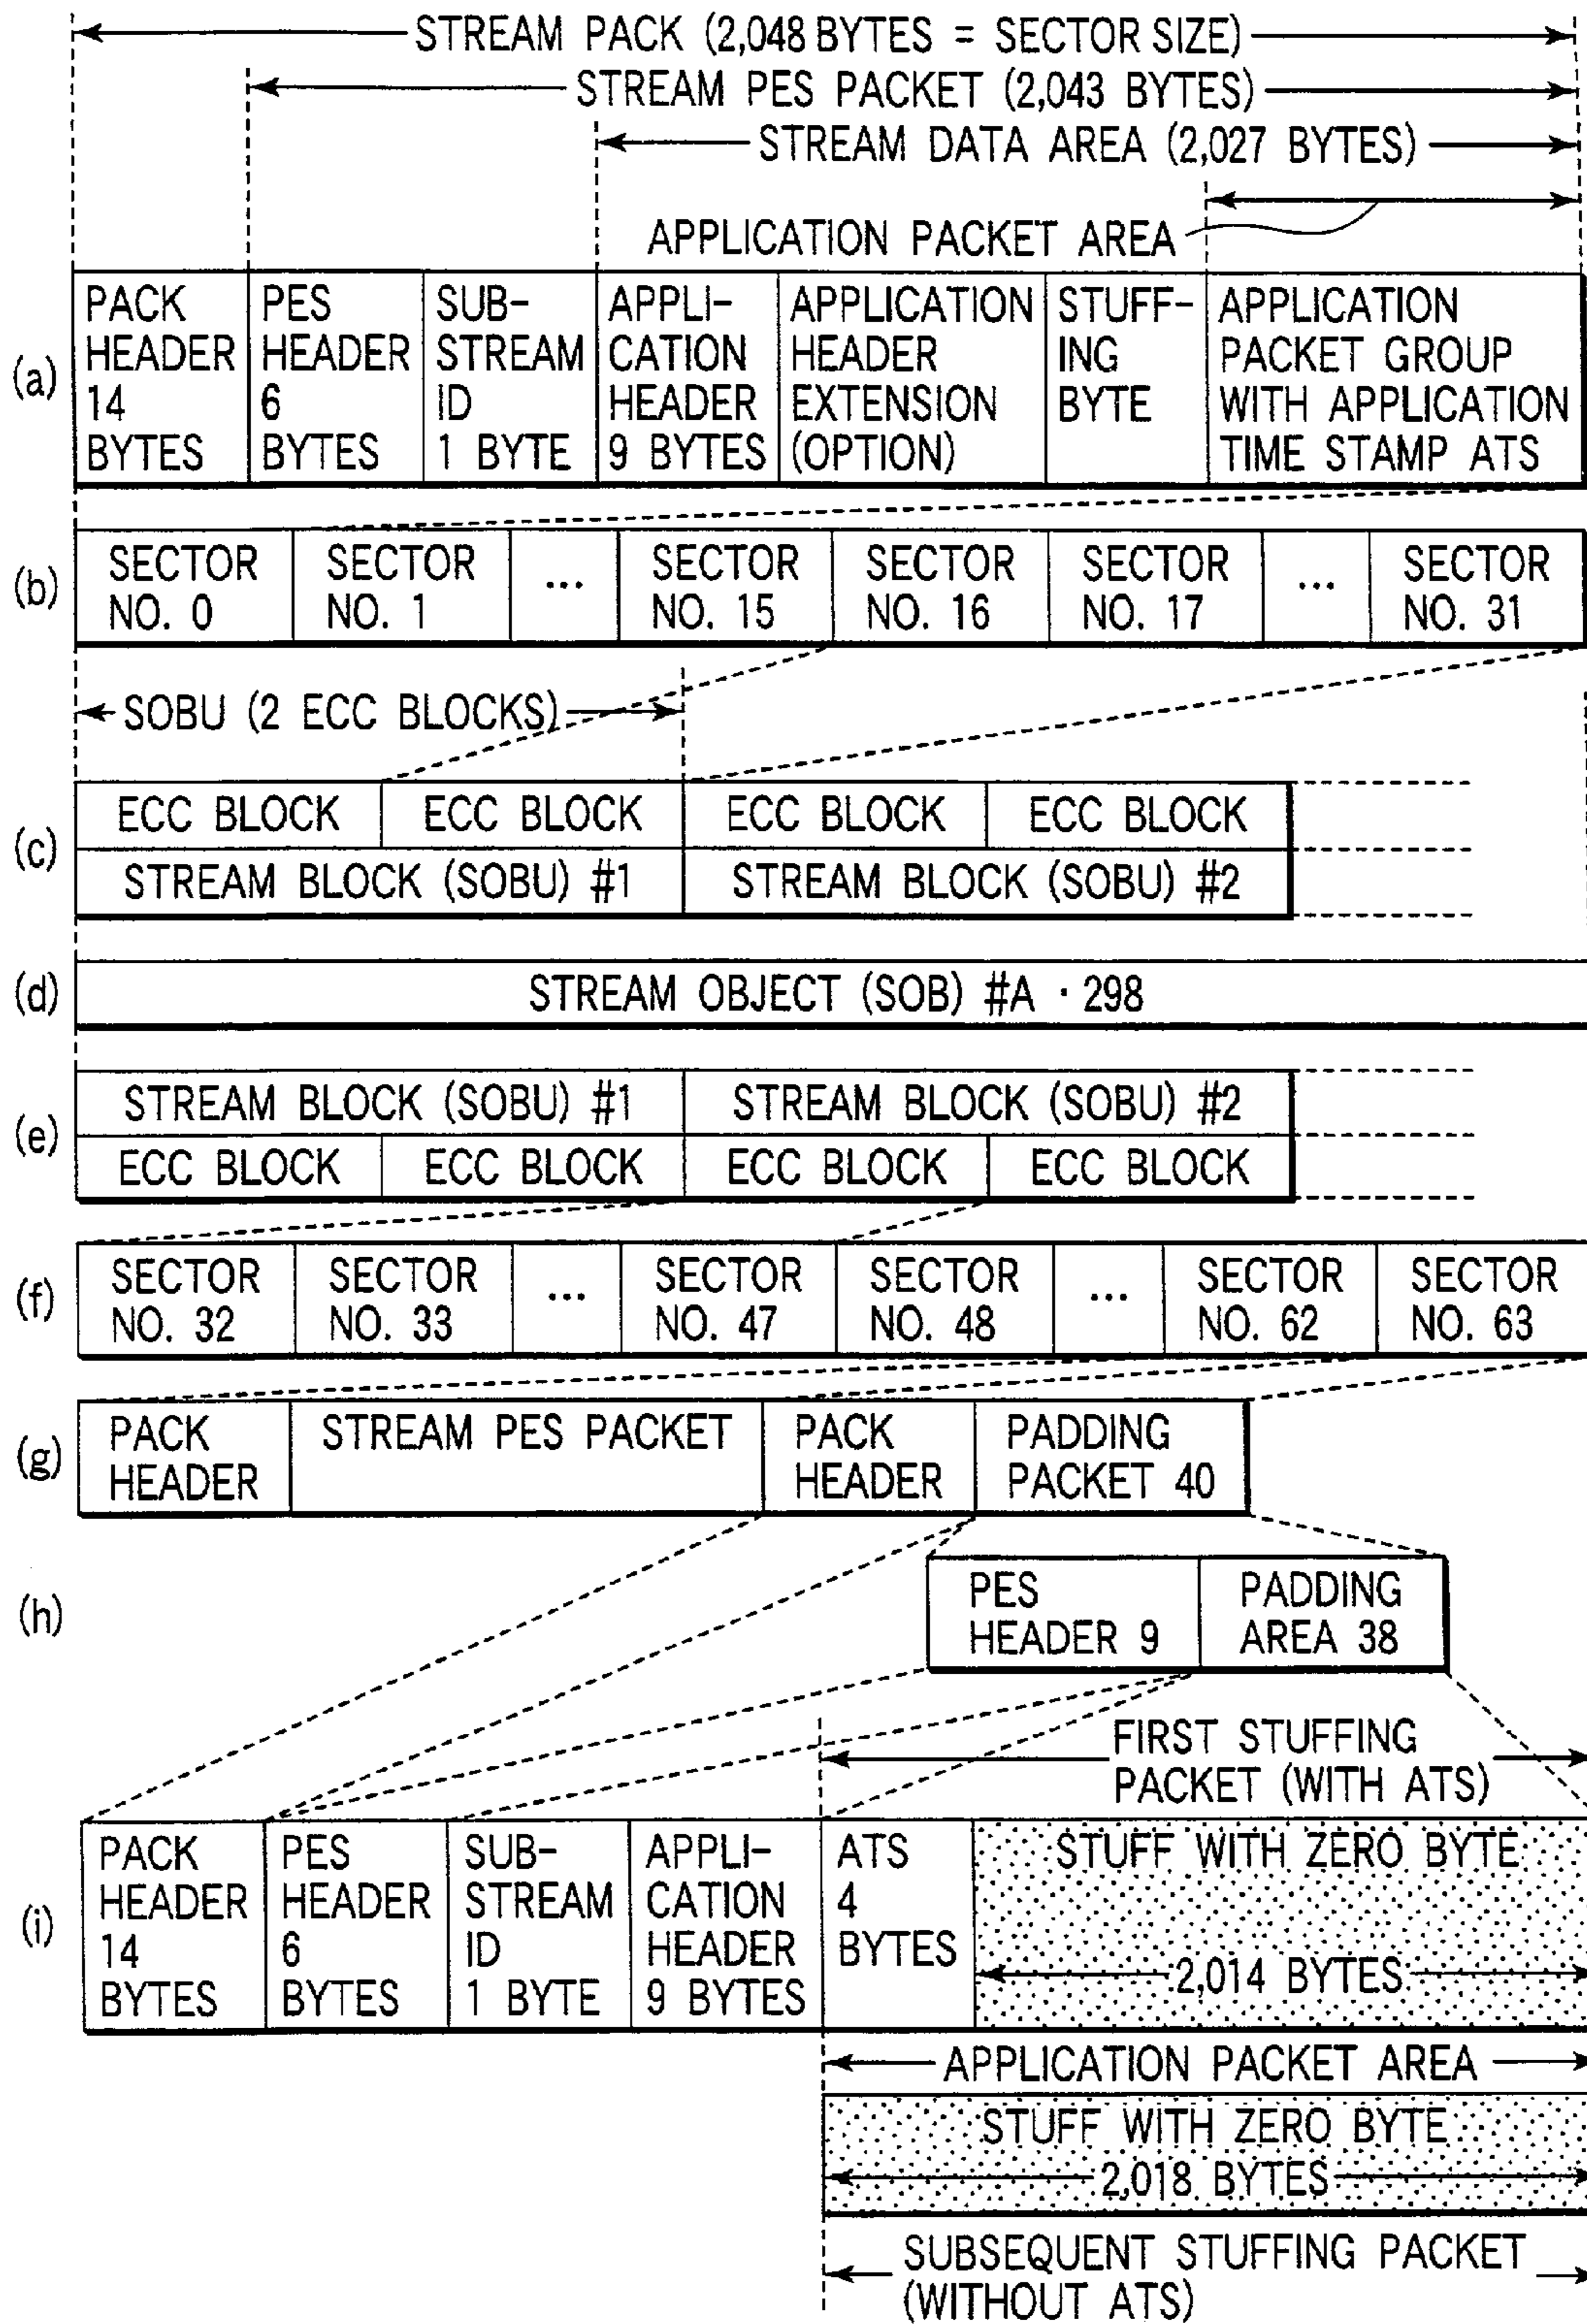 STREAM PACK (2,048 BYTES = SECTOR SIZE)
STREAM PES PACKET (2,043 BYTES)
STREAM DATA AREA (2,027 BYTES)
APPLICATION PACKET AREA
(a)
PACK
HEADER
14
BYTES
PES
HEADER
6
BYTES
SUB-
STREAM
ID
1 BYTE
APPLI-
CATION
HEADER
9 BYTES
APPLICATION
HEADER
EXTENSION
(OPTION)
STUFF-
ING
BYTE
APPLICATION
PACKET GROUP
WITH APPLICATION
TIME STAMP ATS
(b)
SECTOR
NO. 0
SECTOR
NO. 1
...
SECTOR
NO. 15
SECTOR
NO. 16
SECTOR
NO. 17
...
SECTOR
NO. 31
SOBU (2 ECC BLOCKS)
(c)
ECC BLOCK
ECC BLOCK
ECC BLOCK
ECC BLOCK
STREAM BLOCK (SOBU) #1
STREAM BLOCK (SOBU) #2
(d)
STREAM OBJECT (SOB) #A · 298
(e)
STREAM BLOCK (SOBU) #1
STREAM BLOCK (SOBU) #2
ECC BLOCK
ECC BLOCK
ECC BLOCK
ECC BLOCK
(f)
SECTOR
NO. 32
SECTOR
NO. 33
...
SECTOR
NO. 47
SECTOR
NO. 48
...
SECTOR
NO. 62
SECTOR
NO. 63
(g)
PACK
HEADER
STREAM PES PACKET
PACK
HEADER
PADDING
PACKET 40
(h)
PES
HEADER 9
PADDING
AREA 38
FIRST STUFFING
PACKET (WITH ATS)
(i)
PACK
HEADER
14
BYTES
PES
HEADER
6
BYTES
SUB-
STREAM
ID
1 BYTE
APPLI-
CATION
HEADER
9 BYTES
ATS
4
BYTES
STUFF WITH ZERO BYTE
2,014 BYTES
APPLICATION PACKET AREA
STUFF WITH ZERO BYTE
2,018 BYTES
SUBSEQUENT STUFFING PACKET
(WITHOUT ATS)